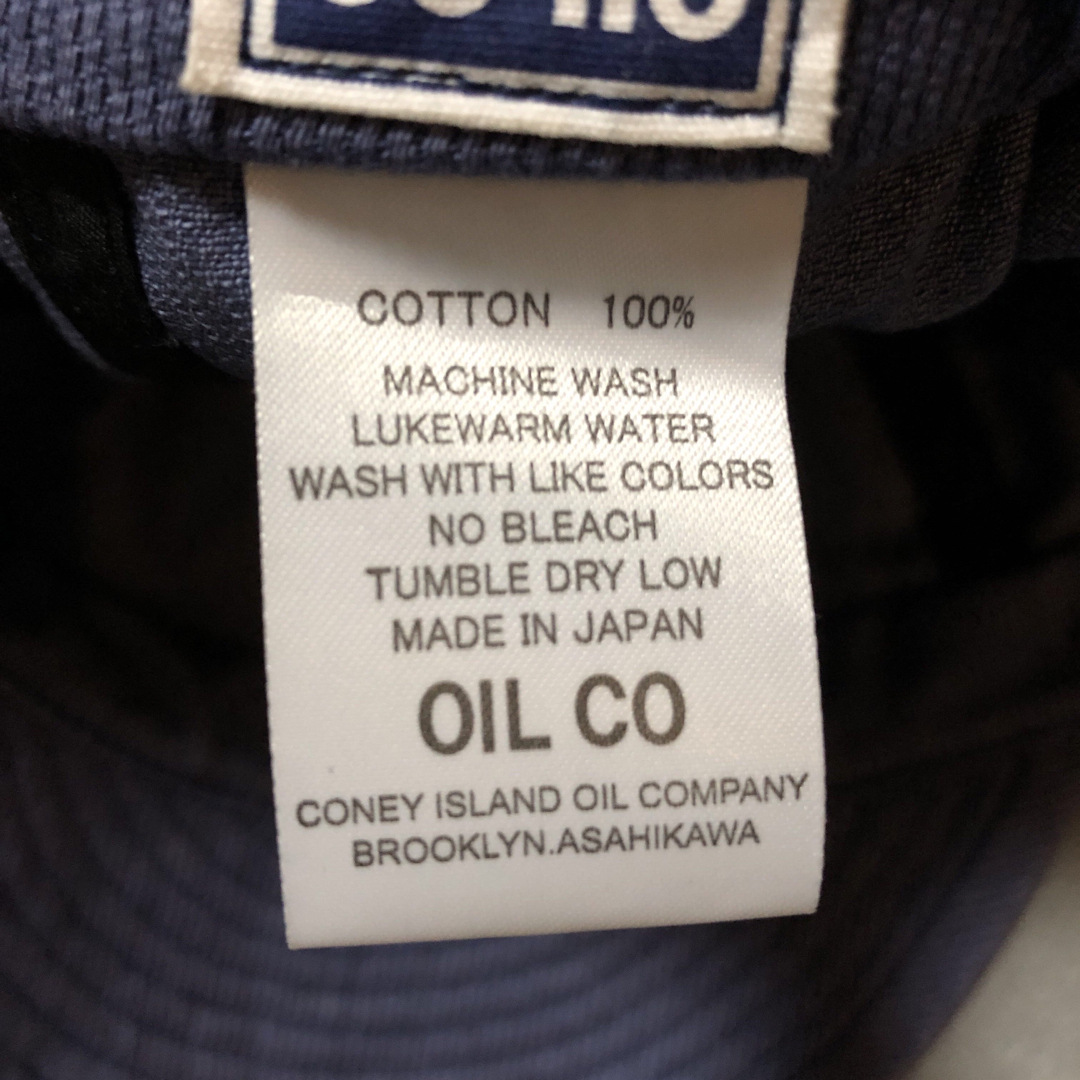 COTTON 100%
MACHINE WASH
LUKEWARM WATER
WASH WITH LIKE COLORS
NO BLEACH
TUMBLE DRY LOW
MADE IN JAPAN
OIL CO
CONEY ISLAND OIL COMPANY
BROOKLYN.ASAHIKAWA